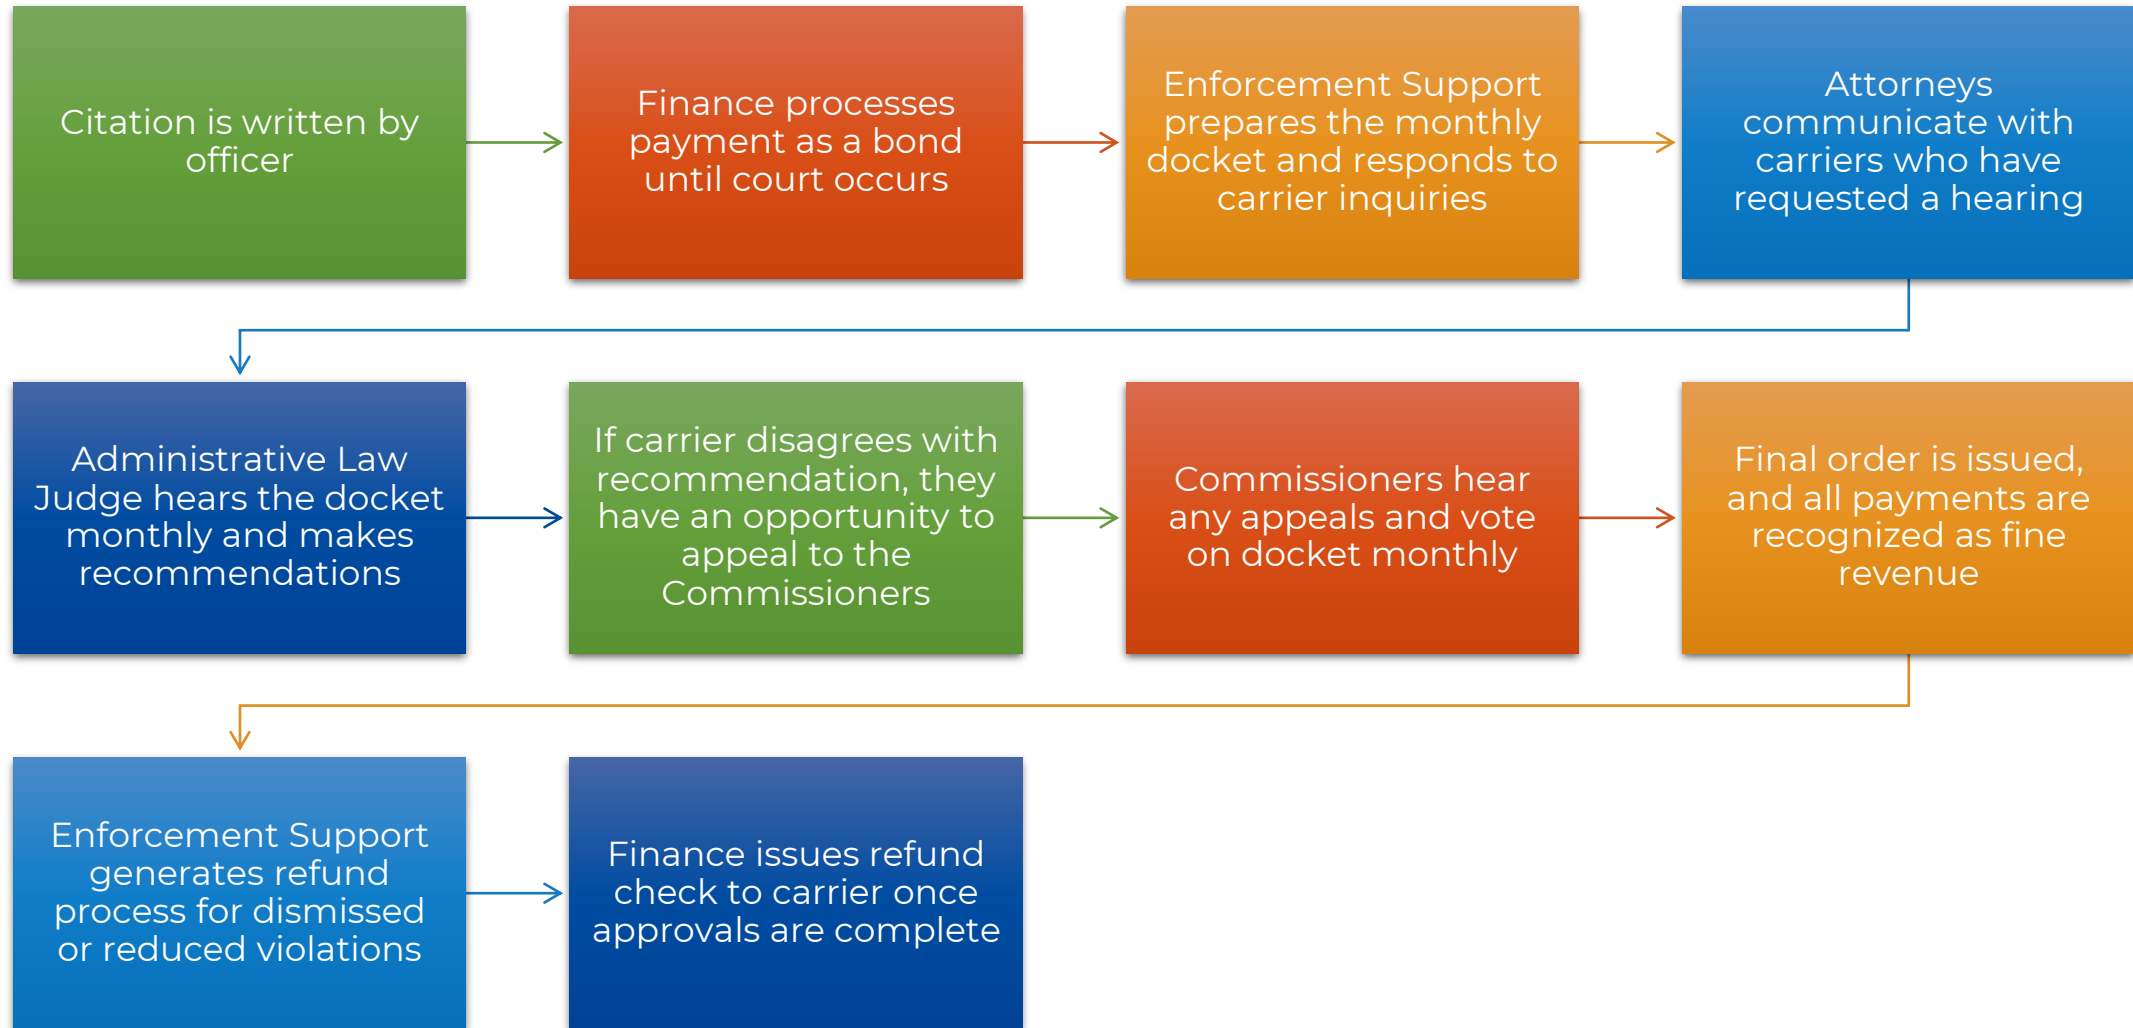 Citation is written by
officer
Finance processes
payment as a bond
until court occurs
Enforcement Support
prepares the monthly
docket and responds to
carrier inquiries
Attorneys
communicate with
carriers who have
requested a hearing
Administrative Law
Judge hears the docket
monthly and makes
recommendations
If carrier disagrees with
recommendation, they
have an opportunity to
appeal to the
Commissioners
Commissioners hear
any appeals and vote
on docket monthly
Final order is issued,
and all payments are
recognized as fine
revenue
Enforcement Support
generates refund
process for dismissed
or reduced violations
Finance issues refund
check to carrier once
approvals are complete